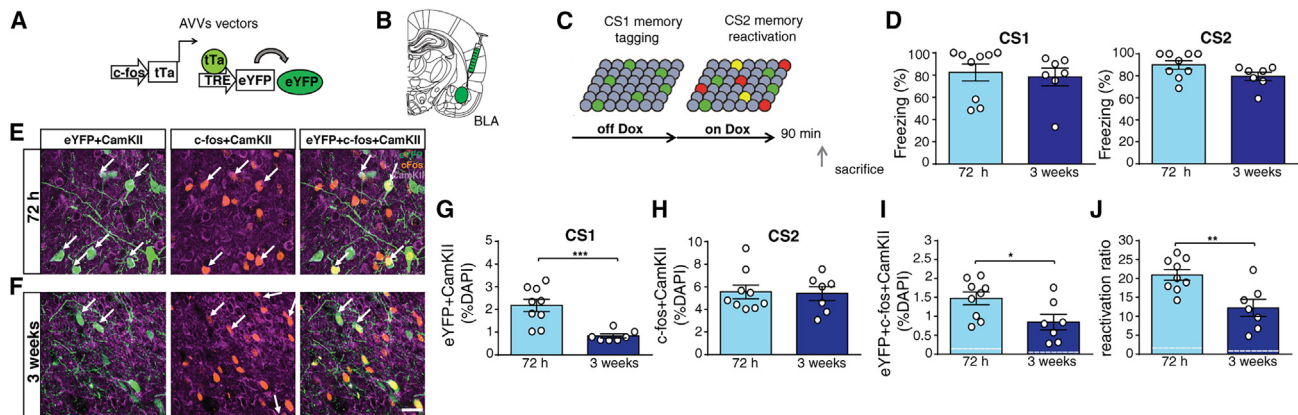 A
AVVs vectors
c-fos
tTa
tTa
TRE
eYFP
eYFP
B
BLA
C
CS1 memory
tagging
CS2 memory
reactivation
off Dox
on Dox
90 min
sacrifice
D
CS1
Freezing (%)
100
80
60
40
20
0
72 h
3 weeks
CS2
Freezing (%)
100
80
60
40
20
0
72 h
3 weeks
E
eYFP+CamKII
c-fos+CamKII
eYFP+c-fos+CamKII
cFos
CamKII
72 h
F
3 weeks
G
CS1
eYFP+CamKII
(%DAPI)
5
4
3
2
1
0
***
72 h
3 weeks
H
CS2
c-fos+CamKII
(%DAPI)
10
8
6
4
2
0
72 h
3 weeks
I
eYFP+c-fos+CamKII
(%DAPI)
3
2.5
2
1.5
1
0.5
0
*
72 h
3 weeks
J
reactivation ratio
30
25
20
15
10
5
0
**
72 h
3 weeks